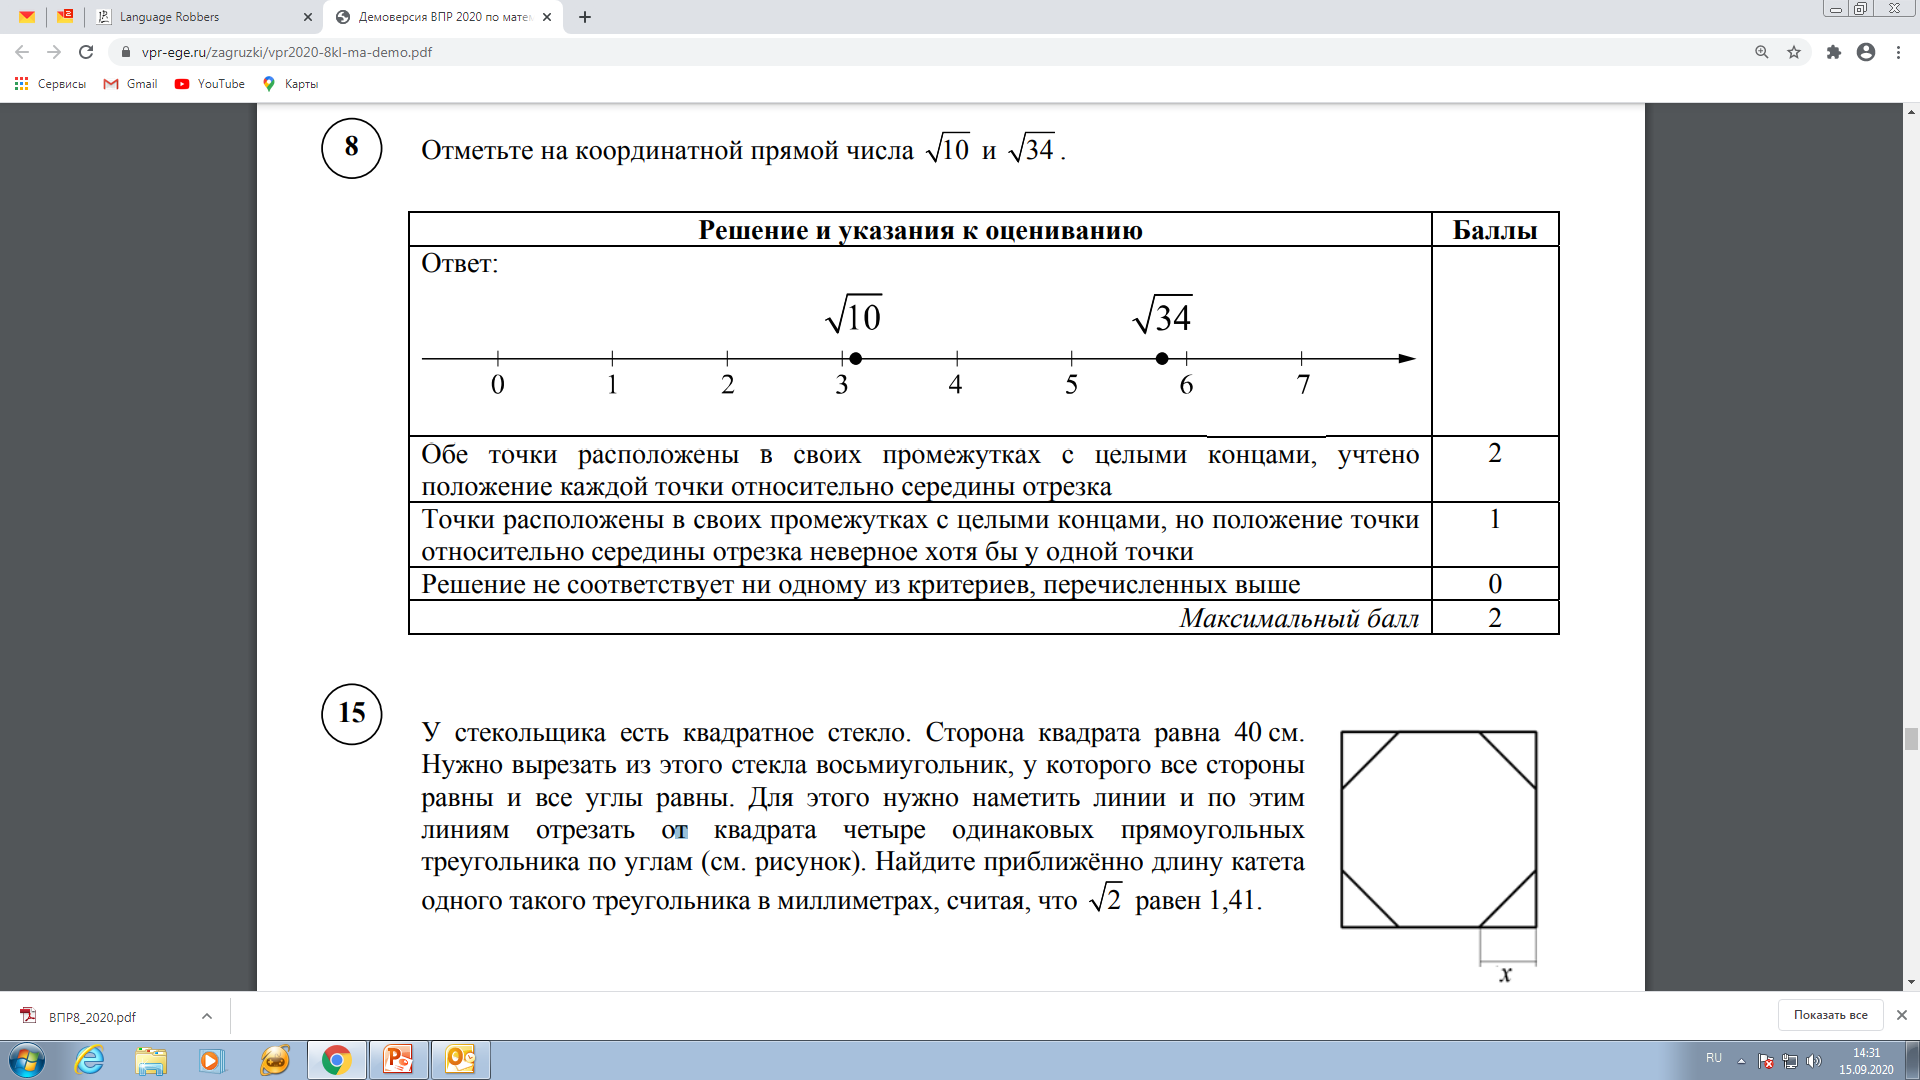 Language Robbers
Демоверсия ВПР 2020 по мате
vpr-ege.ru/zagruzki/vpr2020-8kl-ma-demo.pdf
Сервисы Gmail YouTube Карты
8 Отметьте на координатной прямой числа √10 и √34 .
Решение и указания к оцениванию Баллы
Ответ:
√10 √34
0 1 2 3 4 5 6 7
Обе точки расположены в своих промежутках с целыми концами, учтено 2
положение каждой точки относительно середины отрезка
Точки расположены в своих промежутках с целыми концами, но положение точки 1
относительно середины отрезка неверное хотя бы у одной точки
Решение не соответствует ни одному из критериев, перечисленных выше 0
Максимальный балл 2
15
У стекольщика есть квадратное стекло. Сторона квадрата равна 40 см.
Нужно вырезать из этого стекла восьмиугольник, у которого все стороны
равны и все углы равны. Для этого нужно наметить линии и по этим
линиям отрезать от квадрата четыре одинаковых прямоугольных
треугольника по углам (см. рисунок). Найдите приближённо длину катета
одного такого треугольника в миллиметрах, считая, что √2 равен 1,41.
x
ВПР8_2020.pdf Показать все
RU 14:31
15.09.2020